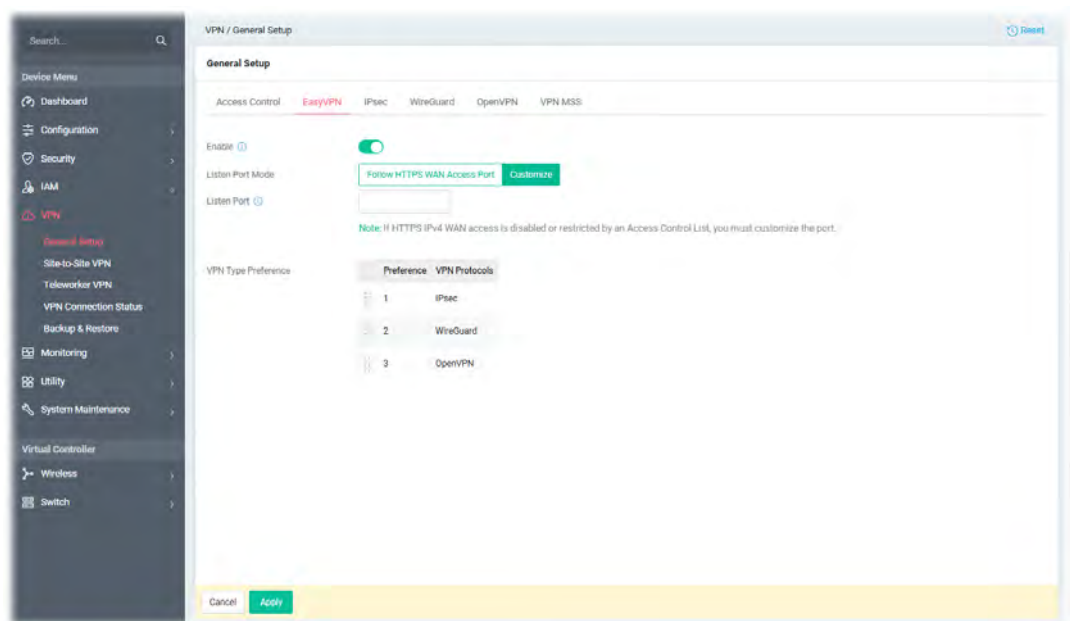 Search...
VPN / General Setup
Reset
General Setup
Device Menu
Dashboard
Configuration
Security
IAM
VPN
General Setup
Site-to-Site VPN
Teleworker VPN
VPN Connection Status
Backup & Restore
Monitoring
Utility
System Maintenance
Virtual Controller
Wireless
Switch
Access Control EasyVPN IPsec WireGuard OpenVPN VPN MSS
Enable
Listen Port Mode Follow HTTPS WAN Access Port Customize
Listen Port
Note: If HTTPS IPv4 WAN access is disabled or restricted by an Access Control List, you must customize the port.
VPN Type Preference
Preference VPN Protocols
1 IPsec
2 WireGuard
3 OpenVPN
Cancel Apply